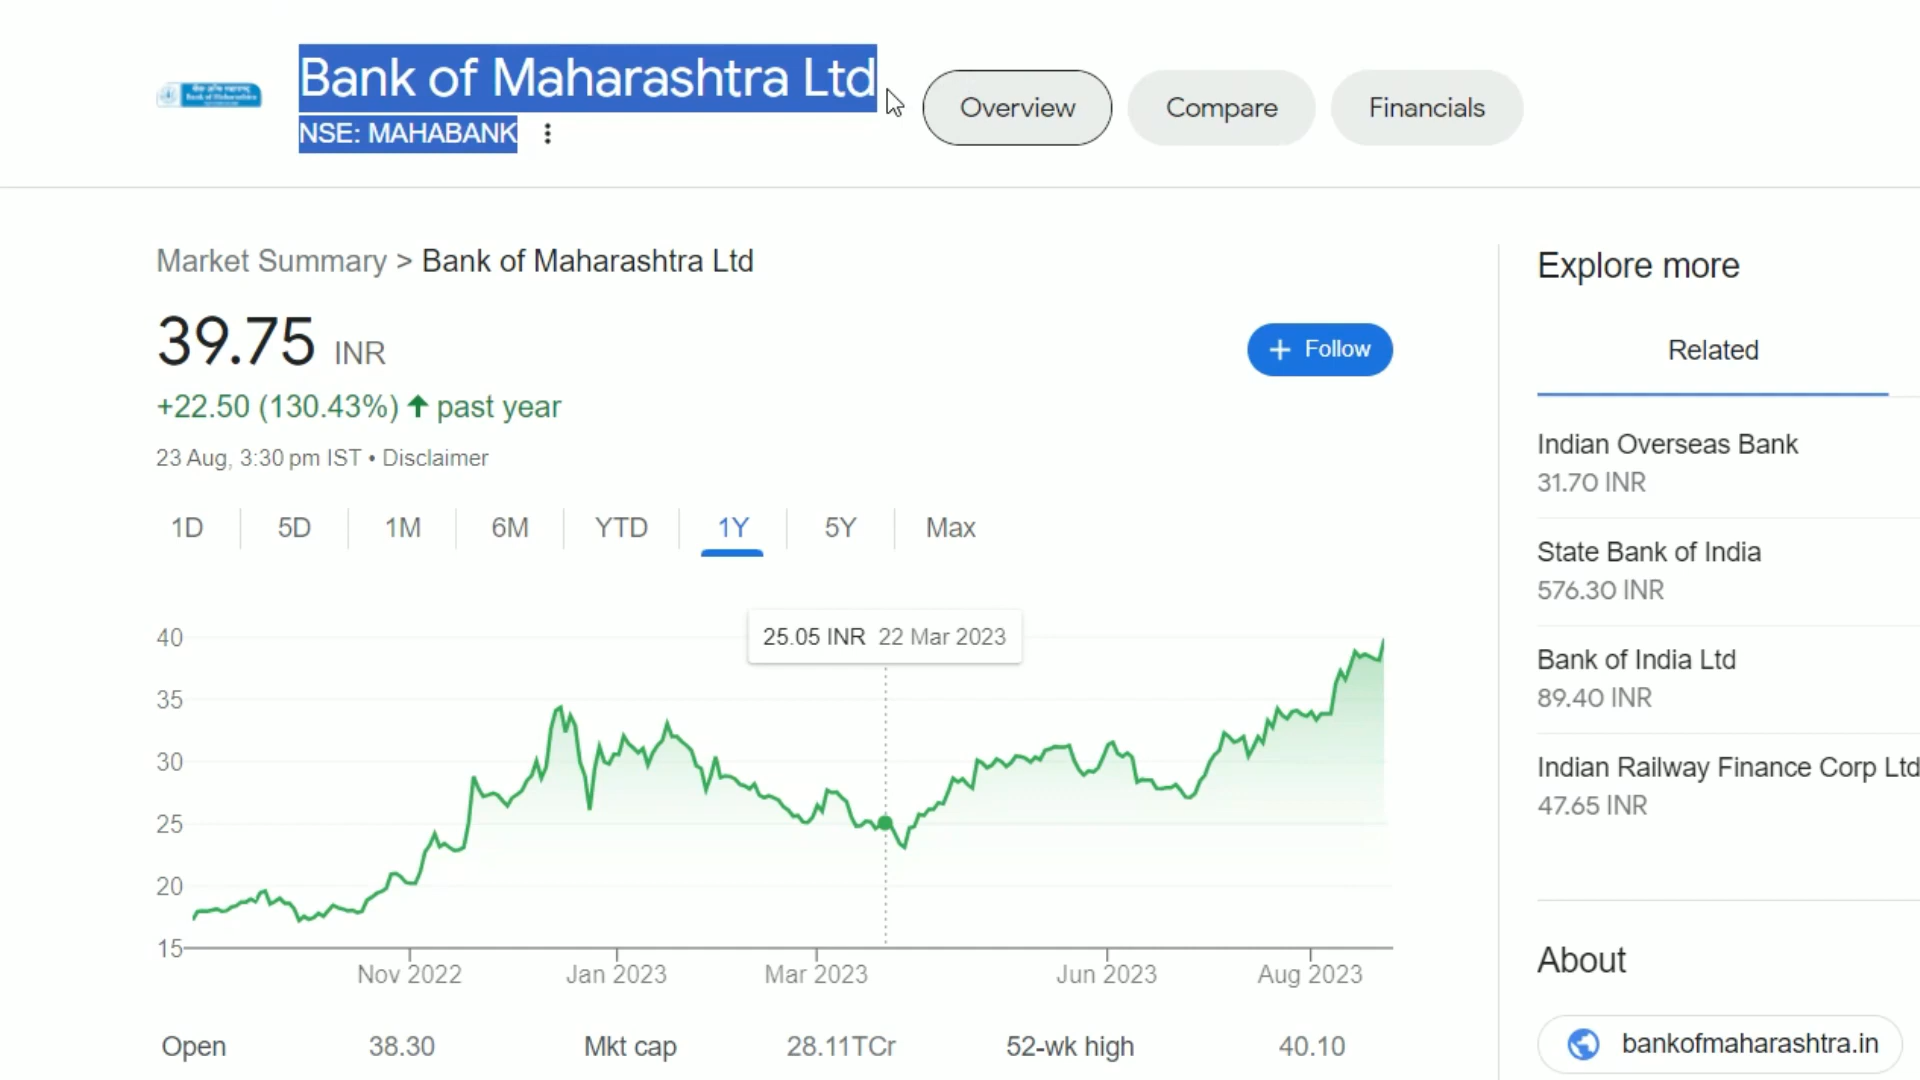 Bank of Maharashtra Ltd
NSE: MAHABANK
Overview
Compare
Financials
Market Summary > Bank of Maharashtra Ltd
39.75 INR
+ Follow
+22.50 (130.43%) ↑ past year
23 Aug, 3:30 pm IST • Disclaimer
1D
5D
1M
6M
YTD
1Y
5Y
Max
25.05 INR 22 Mar 2023
40
35
30
25
20
15
Nov 2022
Jan 2023
Mar 2023
Jun 2023
Aug 2023
Open 38.30
Mkt cap 28.11TCr
52-wk high 40.10
Explore more
Related
Indian Overseas Bank
31.70 INR
State Bank of India
576.30 INR
Bank of India Ltd
89.40 INR
Indian Railway Finance Corp Ltd
47.65 INR
About
bankofmaharashtra.in